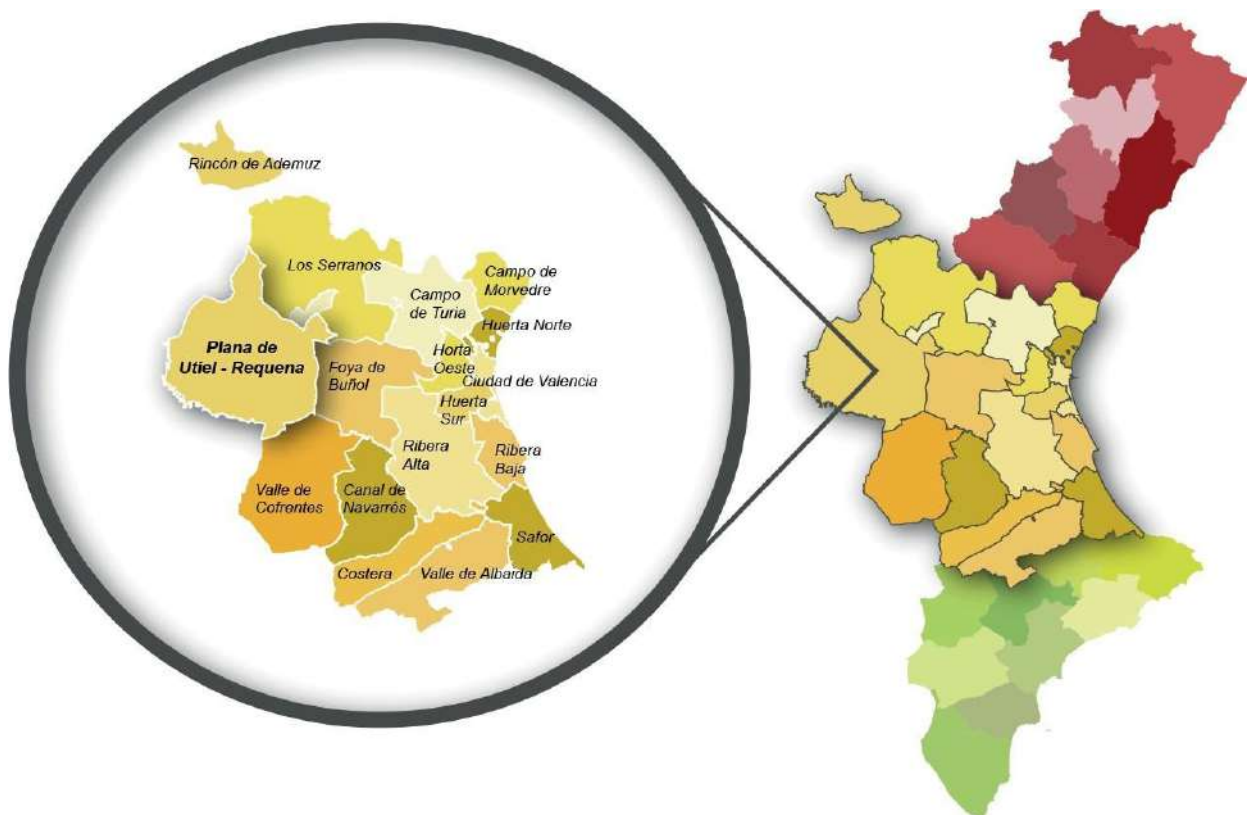 Rincón de Ademuz
Los Serranos
Campo de
Morvedre
Campo
de Turia
Huerta Norte
Plana de
Utiel - Requena
Foya de
Buñol
Horta
Oeste
Ciudad de Valencia
Huerta
Sur
Ribera
Alta
Ribera
Baja
Valle de
Cofrentes
Canal de
Navarrés
Safor
Costera
Valle de Albaida